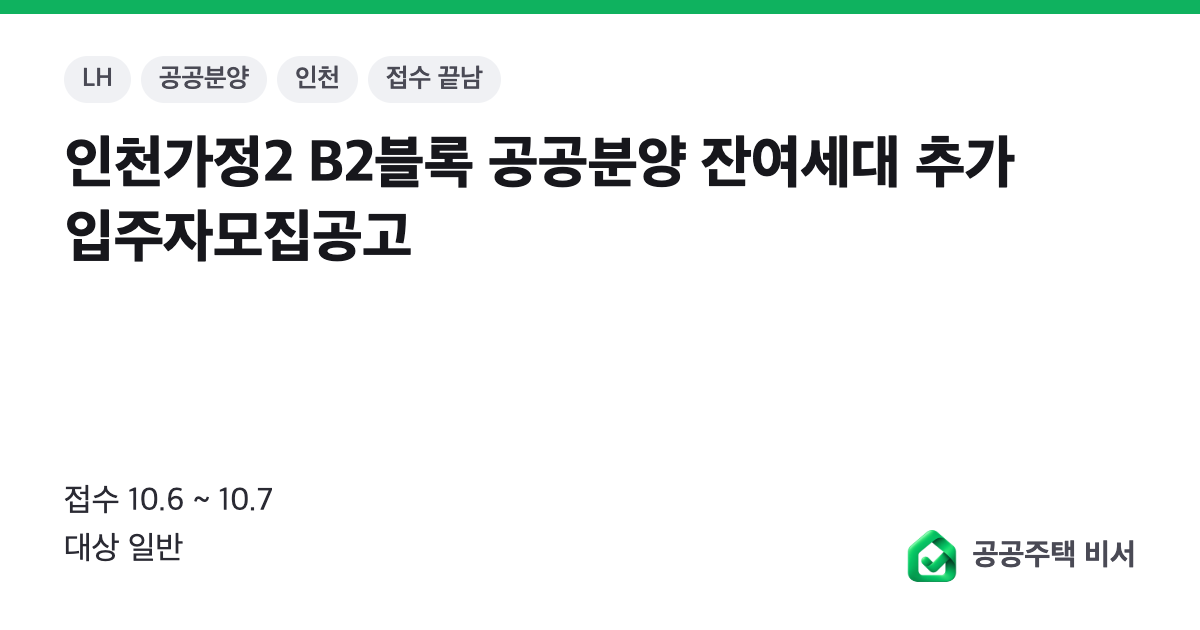 LH 공공분양 인천 접수 끝남
인천가정2 B2블록 공공분양 잔여세대 추가
입주자모집공고
접수 10.6 ~ 10.7
대상 일반
공공주택 비서